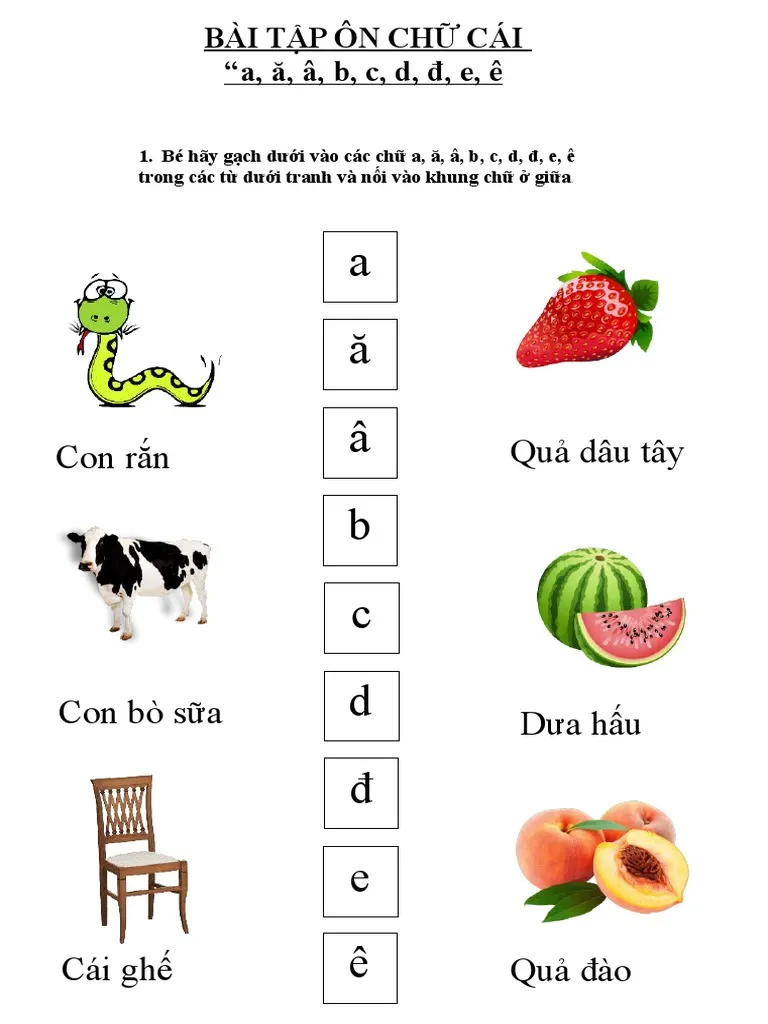 BÀI TẬP ÔN CHỮ CÁI
“a, ă, â, b, c, d, đ, e, ê
1. Bé hãy gạch dưới vào các chữ a, ă, â, b, c, d, đ, e, ê
trong các từ dưới tranh và nối vào khung chữ ở giữa.
a
ă
â
Con rắn
Quả dâu tây
b
c
d
Con bò sữa
Dưa hấu
đ
e
ê
Cái ghế
Quả đào